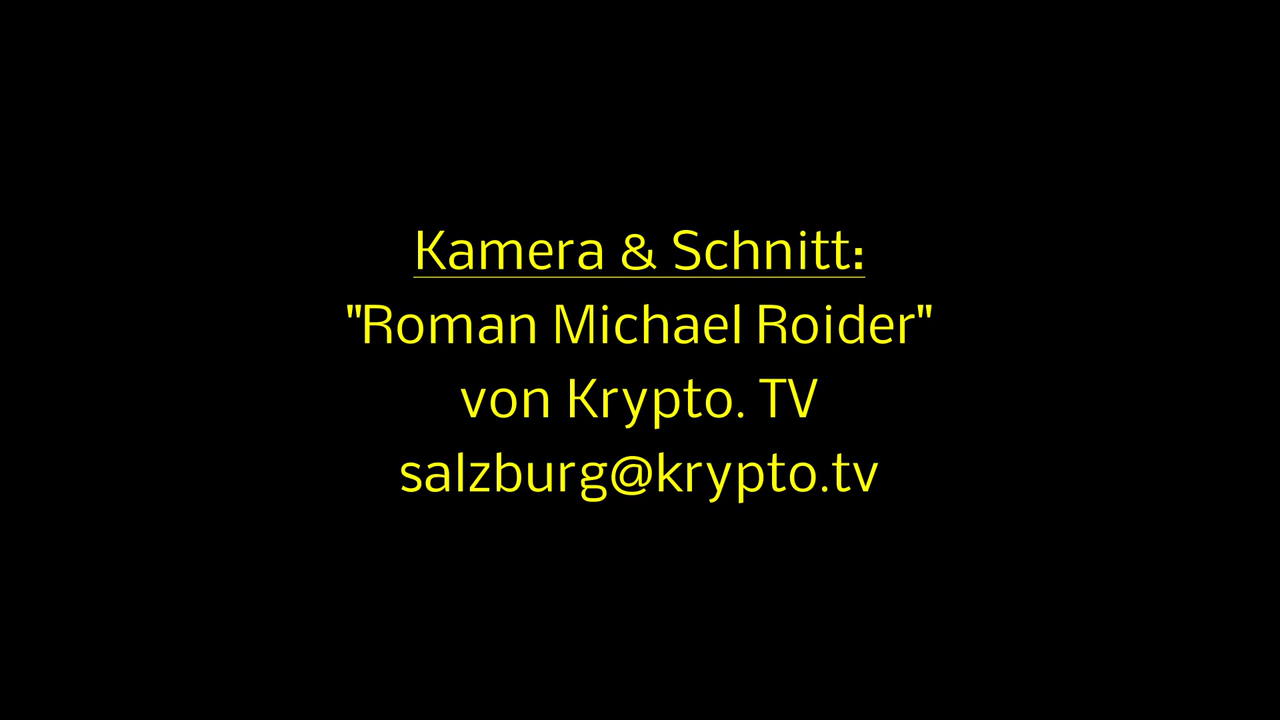 Kamera & Schnitt:
"Roman Michael Roider"
von Krypto. TV
salzburg@krypto.tv